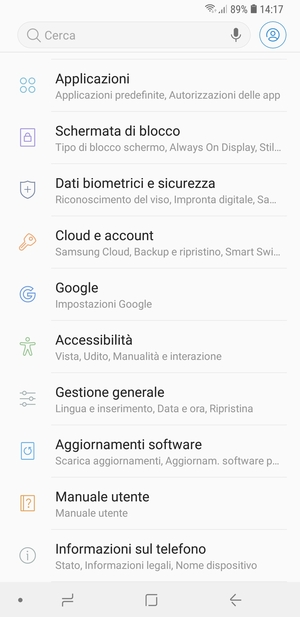 89% 14:17
Cerca
Applicazioni
Applicazioni predefinite, Autorizzazioni delle app
Schermata di blocco
Tipo di blocco schermo, Always On Display, Stil...
Dati biometrici e sicurezza
Riconoscimento del viso, Impronta digitale, Sa...
Cloud e account
Samsung Cloud, Backup e ripristino, Smart Swi...
Google
Impostazioni Google
Accessibilità
Vista, Udito, Manualità e interazione
Gestione generale
Lingua e inserimento, Data e ora, Ripristina
Aggiornamenti software
Scarica aggiornamenti, Aggiornam. software p...
Manuale utente
Manuale utente
Informazioni sul telefono
Stato, Informazioni legali, Nome dispositivo